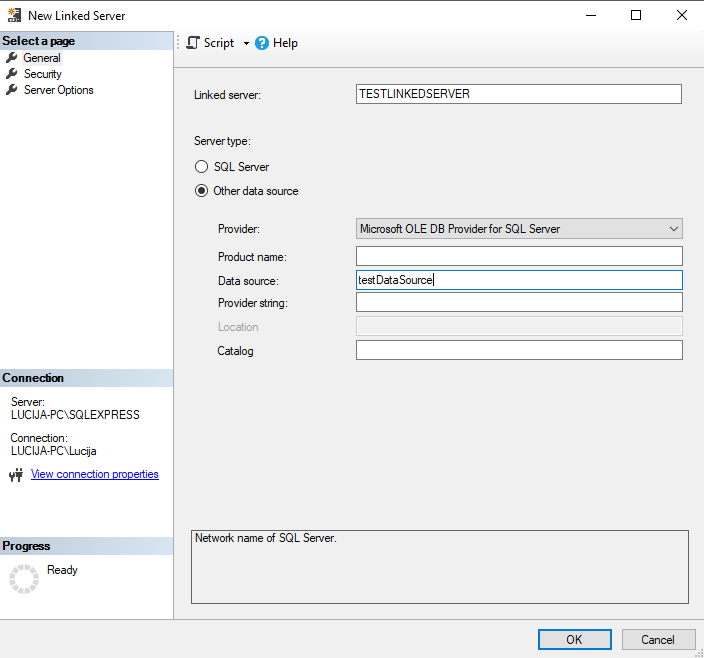 New Linked Server
Select a page
General
Security
Server Options
Script
Help
Linked server:
TESTLINKEDSERVER
Server type:
SQL Server
Other data source
Provider:
Microsoft OLE DB Provider for SQL Server
Product name:
Data source:
testDataSource
Provider string:
Location
Catalog
Connection
Server:
LUCIJA-PC\SQLEXPRESS
Connection:
LUCIJA-PC\Lucija
View connection properties
Progress
Ready
Network name of SQL Server.
OK
Cancel